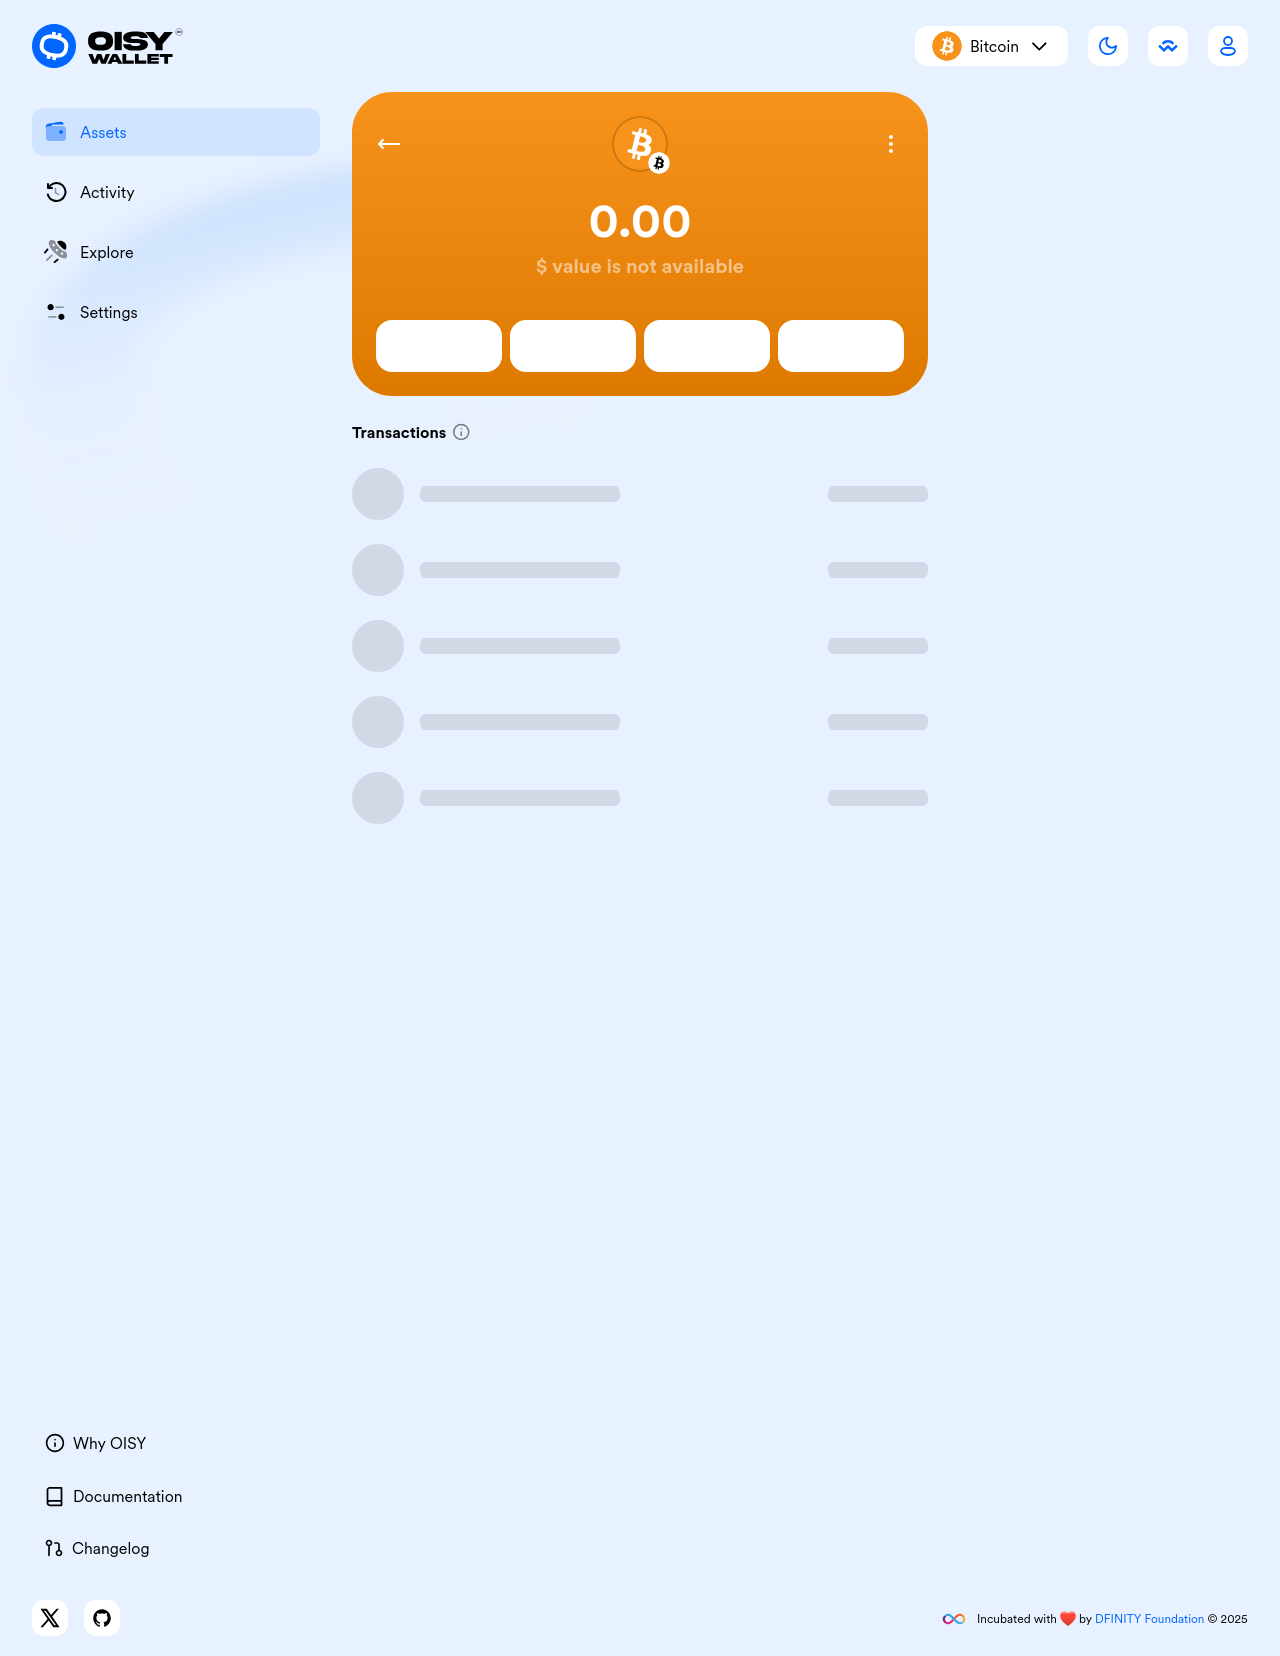 OISY
WALLET
Bitcoin
Assets
Activity
Explore
Settings
0.00
$ value is not available
Transactions
Why OISY
Documentation
Changelog
Incubated with ❤️ by DFINITY Foundation © 2025